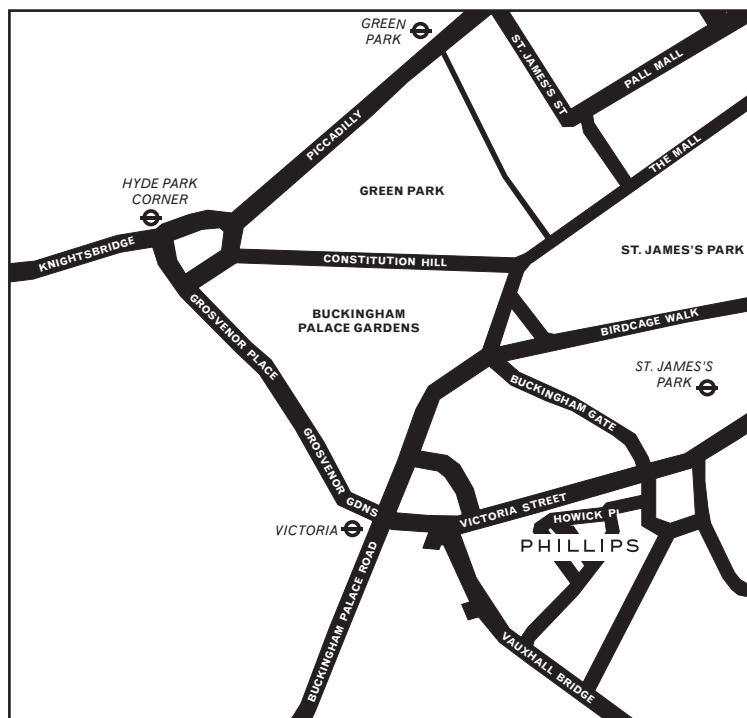 GREEN
PARK
ST. JAMES'S ST
PALL MALL
PICCADILLY
THE MALL
HYDE PARK
CORNER
GREEN PARK
KNIGHTSBRIDGE
CONSTITUTION HILL
ST. JAMES'S PARK
GROSVENOR PLACE
BUCKINGHAM
PALACE GARDENS
BIRDCAGE WALK
ST. JAMES'S
PARK
BUCKINGHAM GATE
GROSVENOR
GDNS
VICTORIA STREET
HOWICK Pl
VICTORIA
PHILLIPS
BUCKINGHAM PALACE ROAD
VAUXHALL BRIDGE